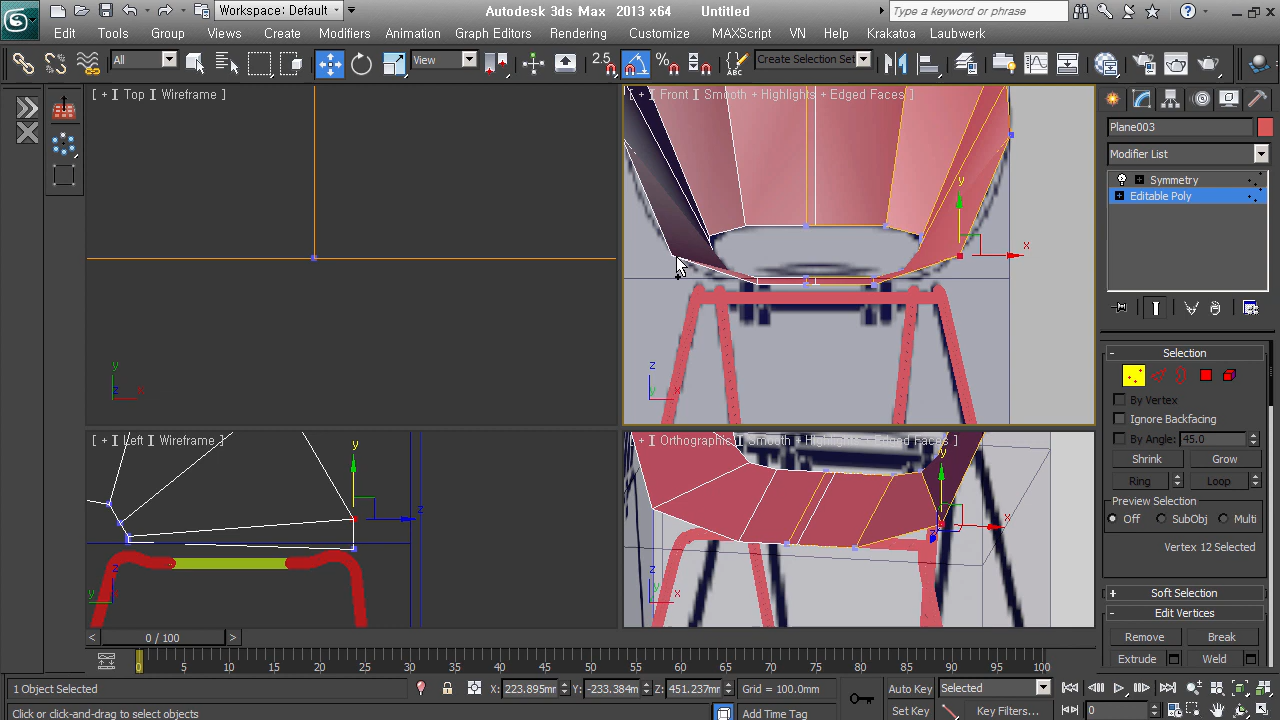 Workspace: Default
Autodesk 3ds Max 2013 x64 Untitled
Type a keyword or phrase
Edit Tools Group Views Create Modifiers Animation Graph Editors Rendering Customize MAXScript VN Help Krakatoa Laubwerk
All View 2.5 Create Selection Set
[ + ] Top ] Wireframe ]
[ + ] Front ] Smooth + Highlights + Edged Faces ]
Plane003
Modifier List
Symmetry
Editable Poly
y
x
y
z x
z
y x
[ + ] Left ] Wireframe ]
[ + ] Orthographic ] Smooth + Highlights + Edged Faces ]
y
z
z
y x
y
x
z
y x
- Selection
By Vertex
Ignore Backfacing
By Angle: 45.0
Shrink Grow
Ring Loop
Preview Selection
Off SubObj Multi
Vertex 12 Selected
+ Soft Selection
- Edit Vertices
Remove Break
Extrude Weld
< 0 / 100 >
0 5 10 15 20 25 30 35 40 45 50 55 60 65 70 75 80 85 90 95 100
1 Object Selected X: 223.895mm Y: -233.384m Z: 451.237mm Grid = 100.0mm Auto Key Selected
Click or click-and-drag to select objects Add Time Tag Set Key Key Filters... 0